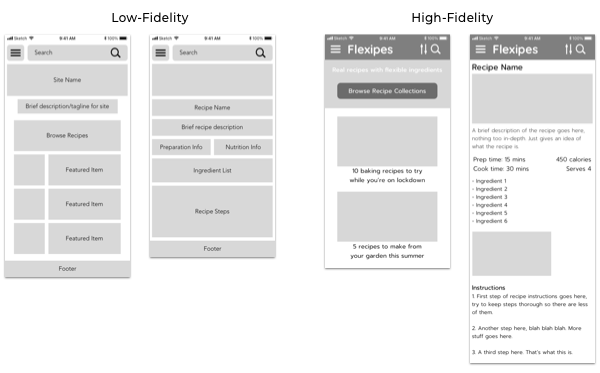 Low-Fidelity
High-Fidelity
Sketch 9:41 AM 100%
Search
Site Name
Brief description/tagline for site
Browse Recipes
Featured Item
Featured Item
Featured Item
Footer
Sketch 9:41 AM 100%
Search
Recipe Name
Brief recipe description
Preparation Info Nutrition Info
Ingredient List
Recipe Steps
Footer
Sketch 9:41 AM 100%
Flexipes
Real recipes with flexible ingredients
Browse Recipe Collections
10 baking recipes to try
while you're on lockdown
5 recipes to make from
your garden this summer
Sketch 9:41 AM 100%
Flexipes
Recipe Name
A brief description of the recipe goes here,
nothing too in-depth. Just gives an idea of
what the recipe is.
Prep time: 15 mins 450 calories
Cook time: 30 mins Serves 4
- Ingredient 1
- Ingredient 2
- Ingredient 3
- Ingredient 4
- Ingredient 5
- Ingredient 6
Instructions
1. First step of recipe instructions goes here,
try to keep steps thorough so there are less
of them.
2. Another step here, blah blah blah. More
stuff goes here.
3. A third step here. That's what this is.